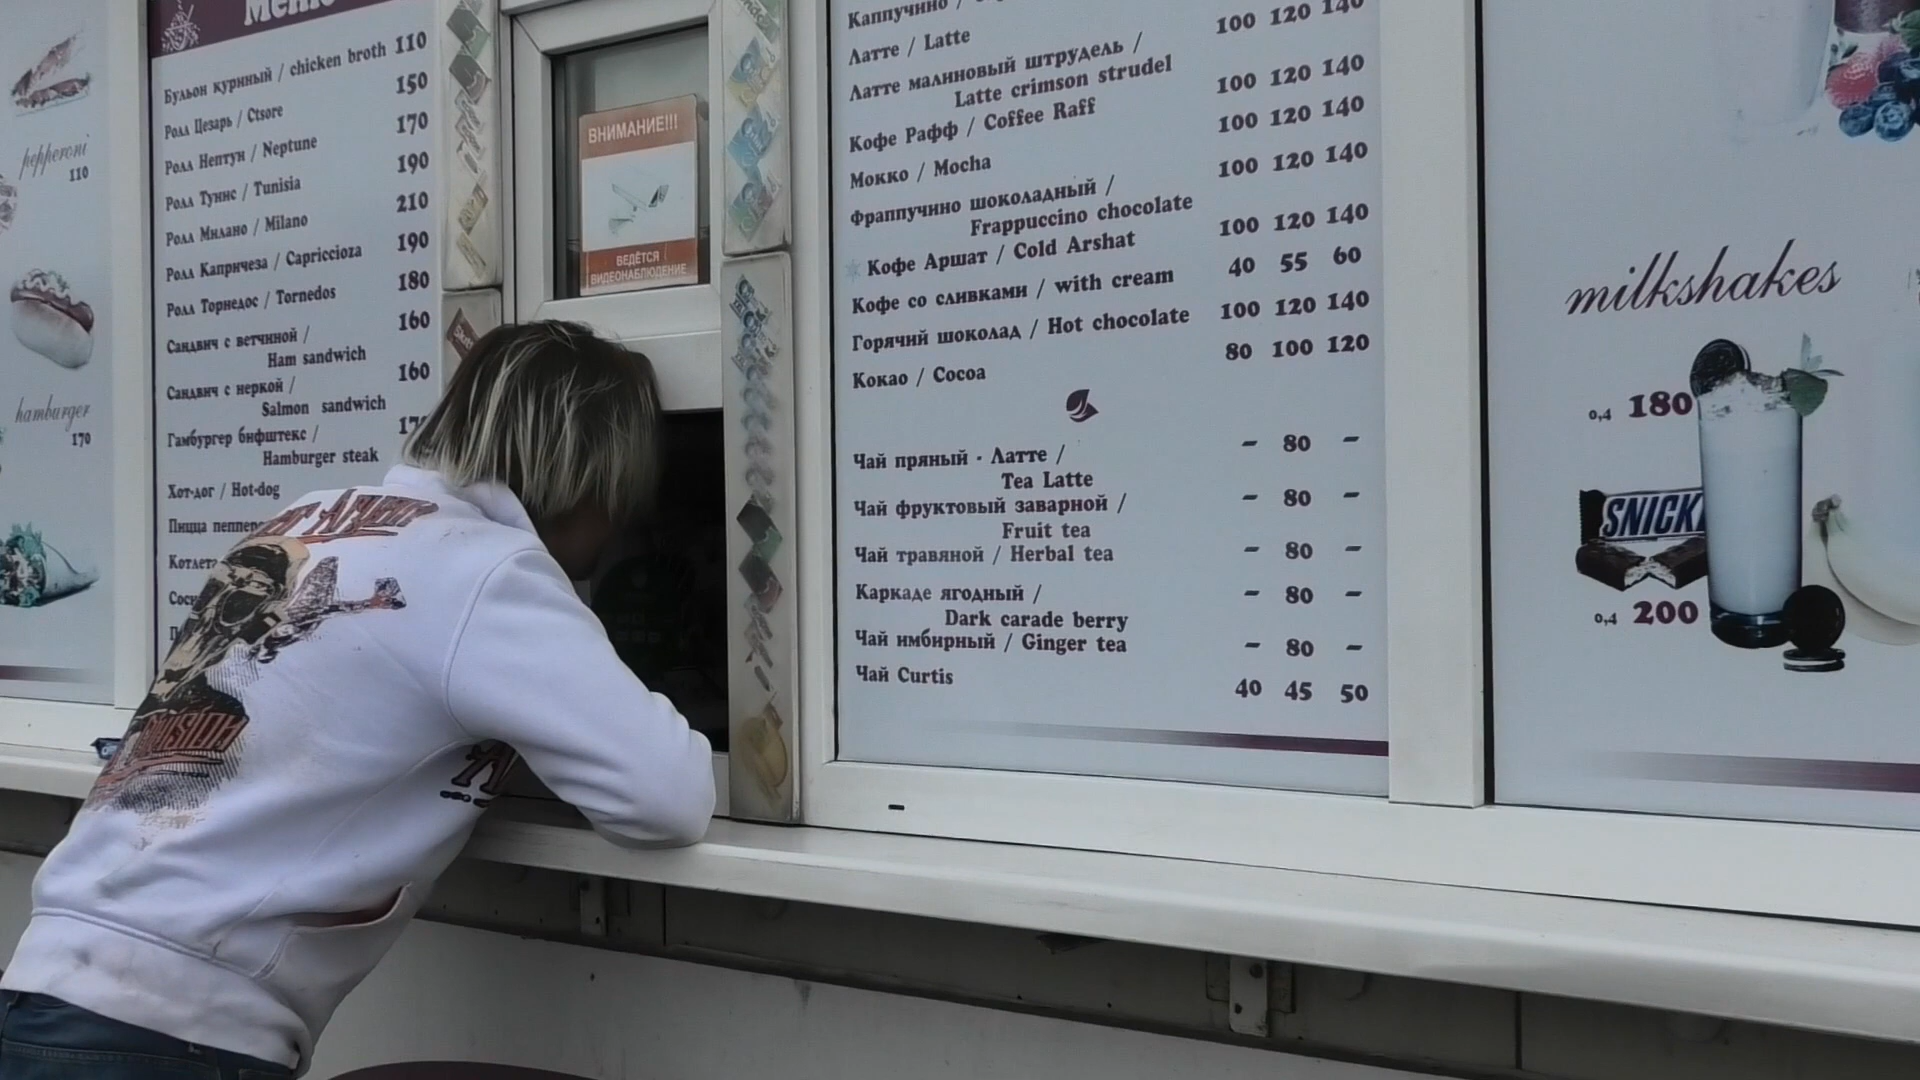 pepperoni
110
hamburger
170
Меню
Бульон куриный / chicken broth 110
Ролл Цезарь / Ctsore 150
Ролл Нептун / Neptune 170
Ролл Тунис / Tunisia 190
Ролл Милано / Milano 210
Ролл Капричеза / Capriccioza 190
Ролл Торнедос / Tornedos 180
Сандвич с ветчиной / 160
Ham sandwich
Сандвич с неркой / 160
Salmon sandwich
Гамбургер бифштекс /
Hamburger steak
Хот-дог / Hot-dog
Пицца
ВНИМАНИЕ!!!
ВЕДЁТСЯ
ВИДЕОНАБЛЮДЕНИЕ
Каппучино /
Латте / Latte 100 120 140
Латте малиновый штрудель /
Latte crimson strudel 100 120 140
Кофе Рафф / Coffee Raff 100 120 140
Мокко / Mocha 100 120 140
Фраппучино шоколадный /
Frappuccino chocolate 100 120 140
Кофе Аршат / Cold Arshat 40 55 60
Кофе со сливками / with cream 100 120 140
Горячий шоколад / Hot chocolate 80 100 120
Кокао / Cocoa
Чай пряный - Латте / - 80 -
Tea Latte
Чай фруктовый заварной / - 80 -
Fruit tea
Чай травяной / Herbal tea - 80 -
Каркаде ягодный / - 80 -
Dark carade berry
Чай имбирный / Ginger tea - 80 -
Чай Curtis 40 45 50
milkshakes
0,4 180
SNICK
0,4 200